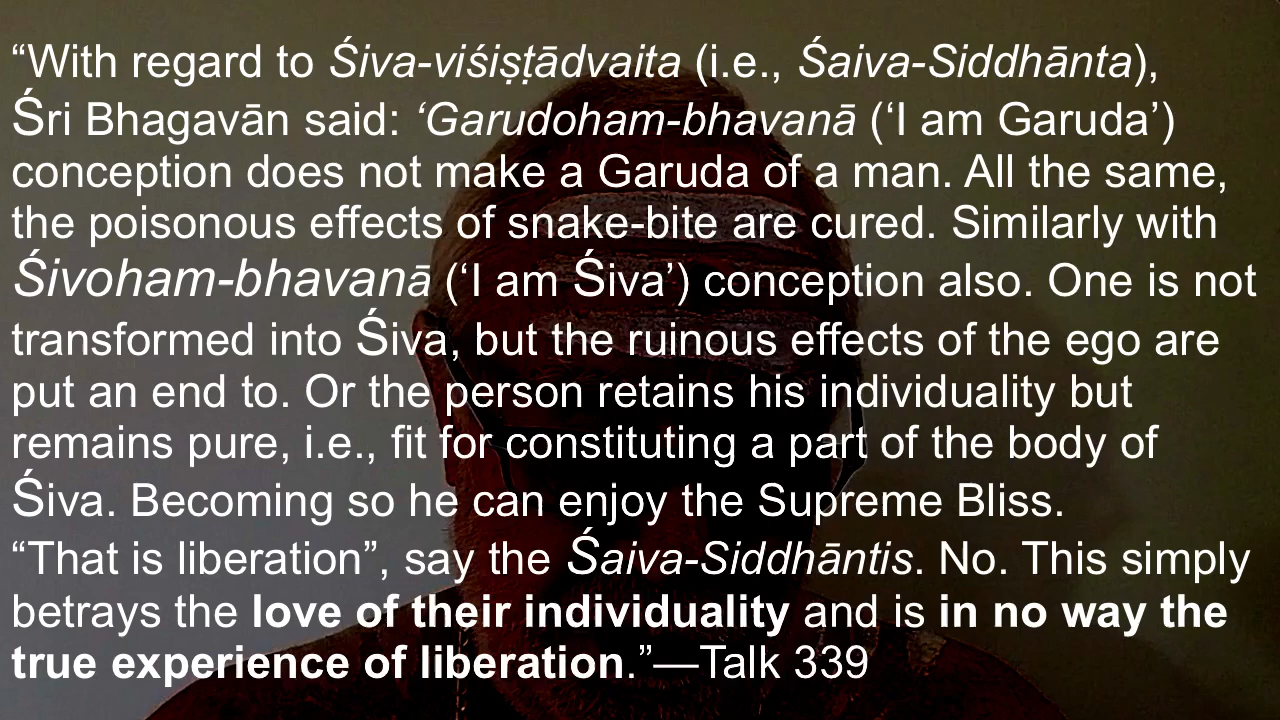 “With regard to Śiva-viśiṣṭādvaita (i.e., Śaiva-Siddhānta),
Śri Bhagavān said: ‘Garudoham-bhavanā (‘I am Garuda’)
conception does not make a Garuda of a man. All the same,
the poisonous effects of snake-bite are cured. Similarly with
Śivoham-bhavanā (‘I am Śiva’) conception also. One is not
transformed into Śiva, but the ruinous effects of the ego are
put an end to. Or the person retains his individuality but
remains pure, i.e., fit for constituting a part of the body of
Śiva. Becoming so he can enjoy the Supreme Bliss.
“That is liberation”, say the Śaiva-Siddhāntis. No. This simply
betrays the love of their individuality and is in no way the
true experience of liberation.”—Talk 339